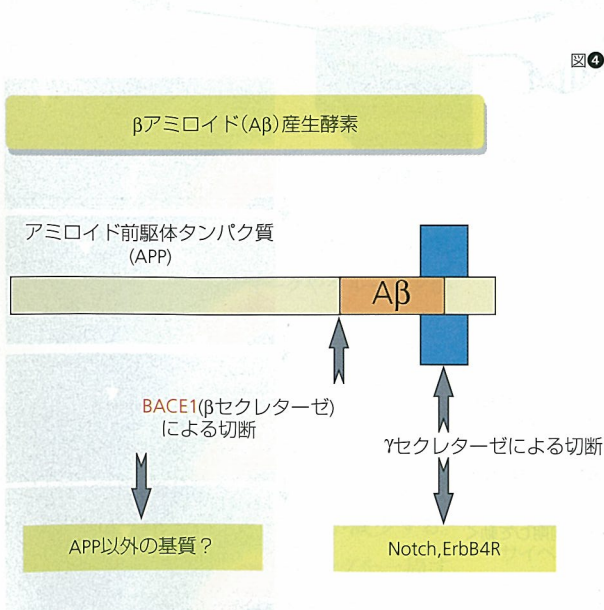 図❹
βアミロイド(Aβ)産生酵素
アミロイド前駆体タンパク質
(APP)
Aβ
BACE1(βセクレターゼ)
による切断
γセクレターゼによる切断
APP以外の基質？
Notch,ErbB4R